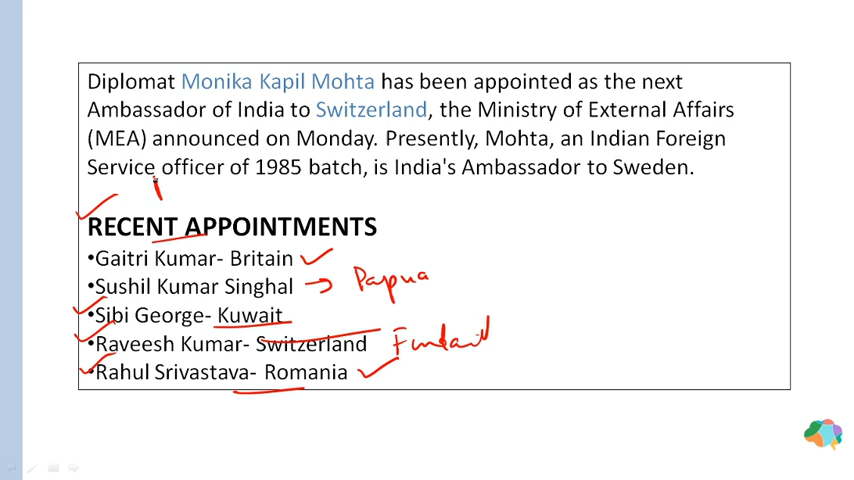 Diplomat Monika Kapil Mohta has been appointed as the next
Ambassador of India to Switzerland, the Ministry of External Affairs
(MEA) announced on Monday. Presently, Mohta, an Indian Foreign
Service officer of 1985 batch, is India's Ambassador to Sweden.
RECENT APPOINTMENTS
•Gaitri Kumar- Britain
•Sushil Kumar Singhal → Papua
•Sibi George- Kuwait
•Raveesh Kumar- Switzerland
•Rahul Srivastava- Romania